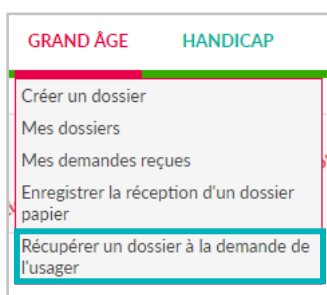 GRAND ÂGE HANDICAP
Créer un dossier
Mes dossiers
Mes demandes reçues
Enregistrer la réception d'un dossier
papier
Récupérer un dossier à la demande de
l'usager